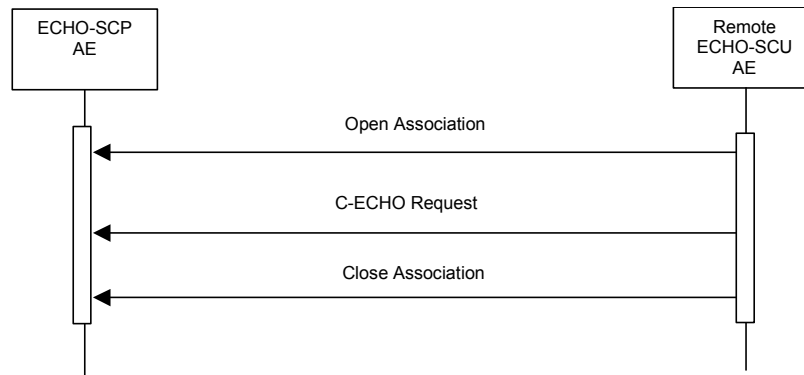 ECHO-SCP
AE
Remote
ECHO-SCU
AE
Open Association
C-ECHO Request
Close Association